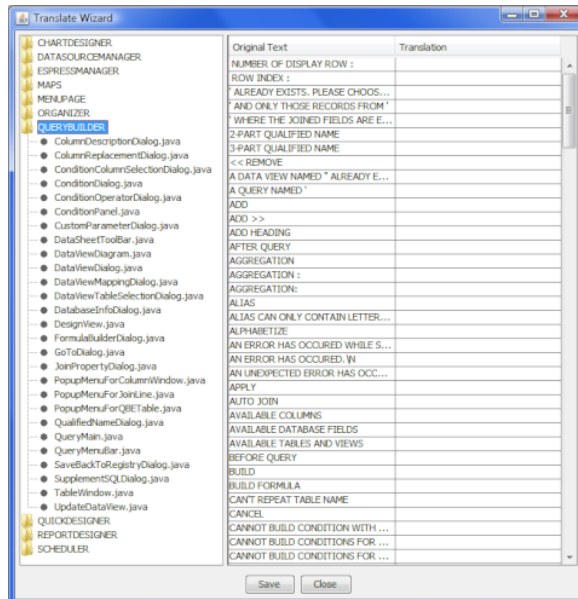 Translate Wizard
CHARTDESIGNER
DATASOURCEMANAGER
ESPRESSMANAGER
MAPS
MENUPAGE
ORGANIZER
QUERYBUILDER
ColumnDescriptionDialog.java
ColumnReplacementDialog.java
ConditionColumnSelectionDialog.java
ConditionDialog.java
ConditionOperatorDialog.java
ConditionPanel.java
CustomParameterDialog.java
DataSheetToolBar.java
DataViewDiagram.java
DataViewDialog.java
DataViewMappingDialog.java
DataViewTableSelectionDialog.java
DatabaseInfoDialog.java
DesignView.java
FormulaBuilderDialog.java
GoToDialog.java
JoinPropertyDialog.java
PopupMenuForColumnWindow.java
PopupMenuForJoinLine.java
PopupMenuForQBETable.java
QualifiedNameDialog.java
QueryMain.java
QueryMenuBar.java
SaveBackToRegistryDialog.java
SupplementSQLDialog.java
TableWindow.java
UpdateDataView.java
QUICKDESIGNER
REPORTDESIGNER
SCHEDULER
Original Text Translation
NUMBER OF DISPLAY ROW :
ROW INDEX :
' ALREADY EXISTS. PLEASE CHOOS...
' AND ONLY THOSE RECORDS FROM '
' WHERE THE JOINED FIELDS ARE E...
2-PART QUALIFIED NAME
3-PART QUALIFIED NAME
<< REMOVE
A DATA VIEW NAMED " ALREADY E...
A QUERY NAMED '
ADD
ADD >>
ADD HEADING
AFTER QUERY
AGGREGATION
AGGREGATION :
AGGREGATION:
ALIAS
ALIAS CAN ONLY CONTAIN LETTER...
ALPHABETIZE
AN ERROR HAS OCCURED WHILE S...
AN ERROR HAS OCCURED. \N
AN UNEXPECTED ERROR HAS OCC...
APPLY
AUTO JOIN
AVAILABLE COLUMNS
AVAILABLE DATABASE FIELDS
AVAILABLE TABLES AND VIEWS
BEFORE QUERY
BUILD
BUILD FORMULA
CAN'T REPEAT TABLE NAME
CANCEL
CANNOT BUILD CONDITION WITH ...
CANNOT BUILD CONDITIONS FOR ...
CANNOT BUILD CONDITIONS FOR ...
Save Close